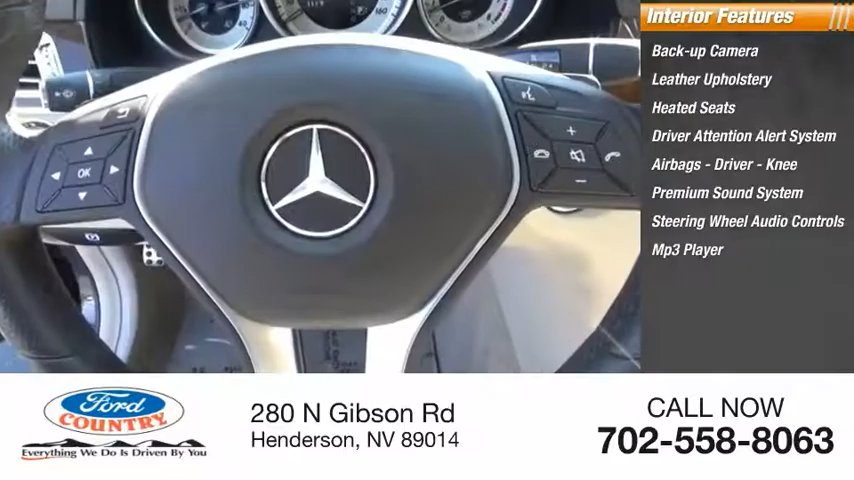 Interior Features
Back-up Camera
Leather Upholstery
Heated Seats
Driver Attention Alert System
Airbags - Driver - Knee
Premium Sound System
Steering Wheel Audio Controls
Mp3 Player
OK
Ford
COUNTRY
Everything We Do Is Driven By You
280 N Gibson Rd
Henderson, NV 89014
CALL NOW
702-558-8063